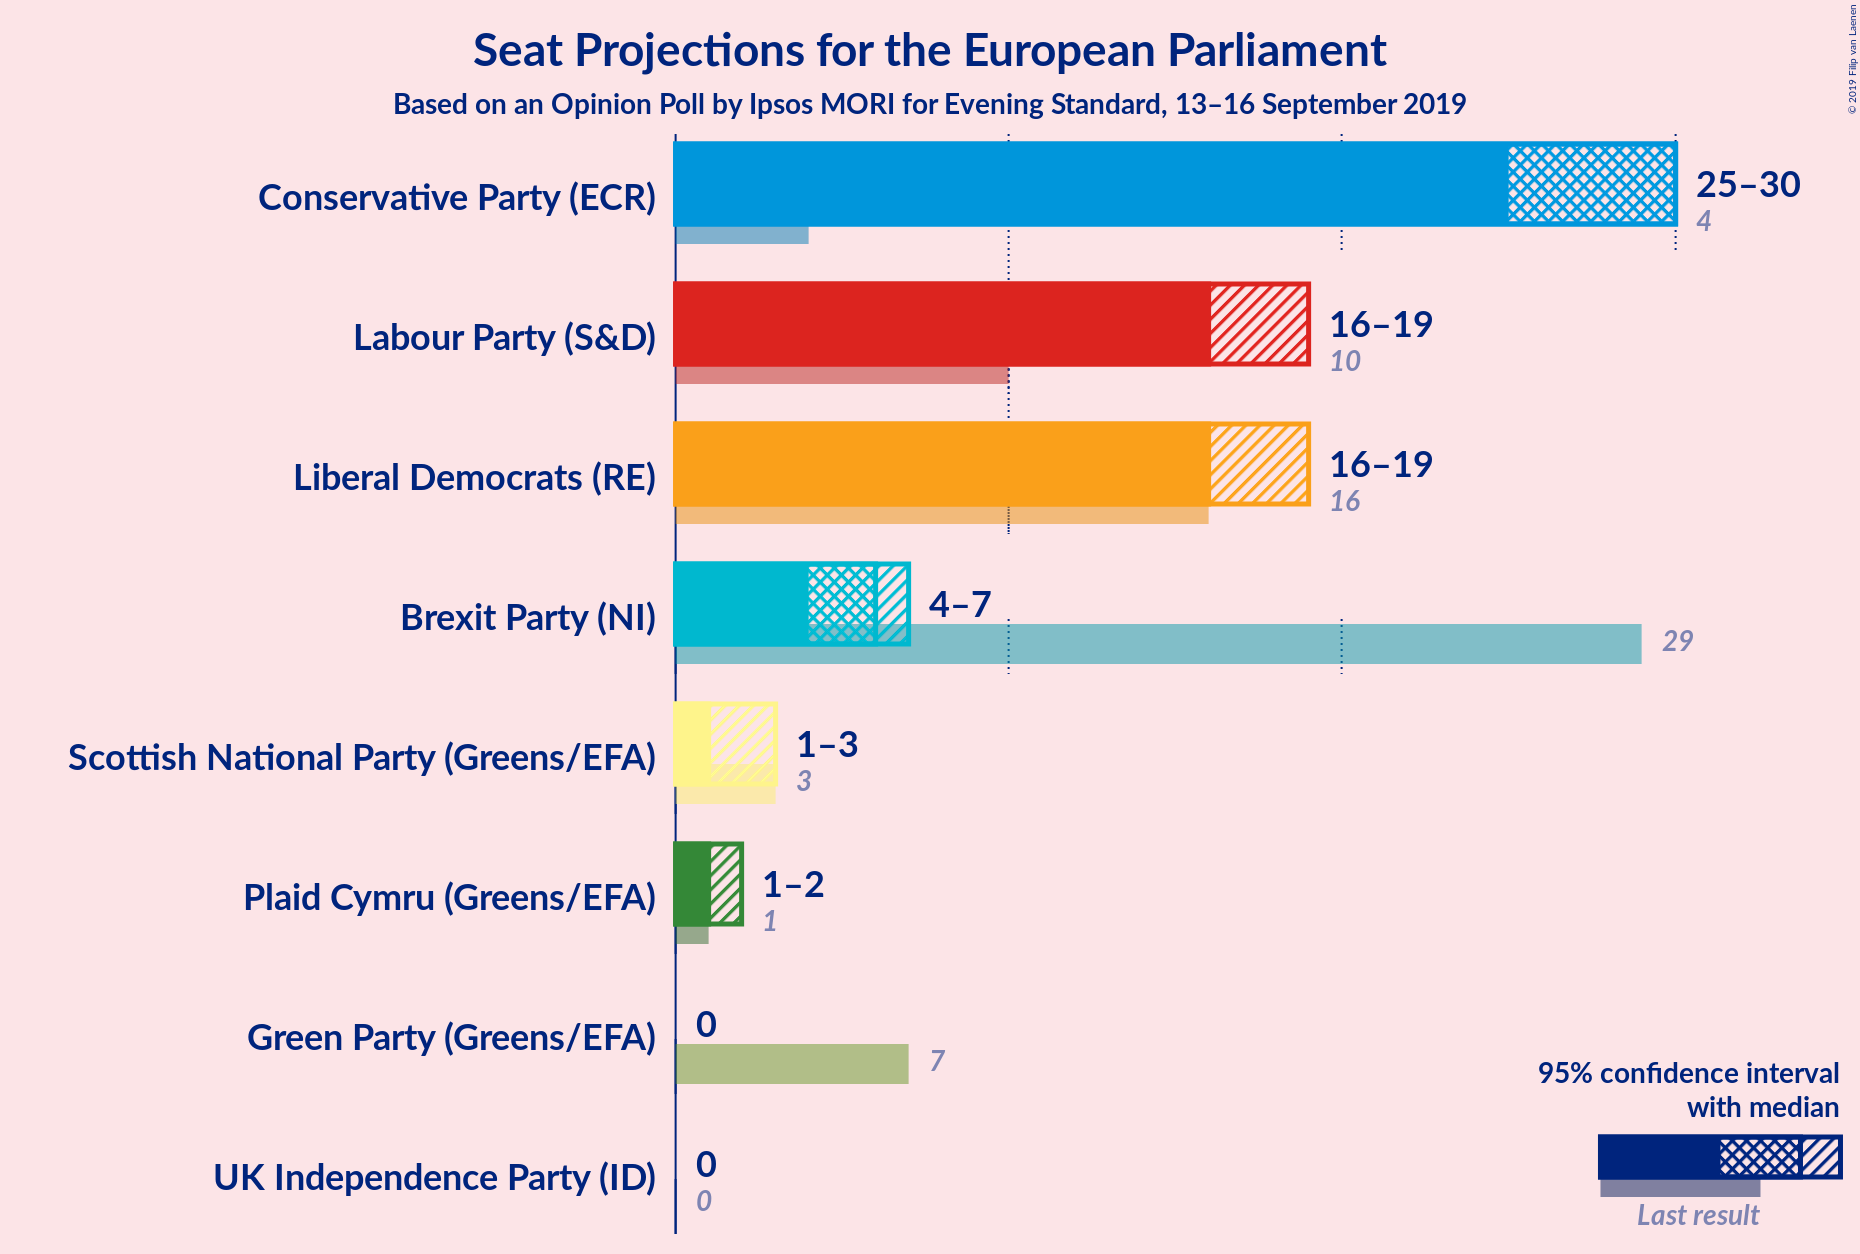 Seat Projections for the European Parliament
Based on an Opinion Poll by Ipsos MORI for Evening Standard, 13–16 September 2019
© 2019 Filip van Laenen
Conservative Party (ECR)
25–30
4
Labour Party (S&D)
16–19
10
Liberal Democrats (RE)
16–19
16
Brexit Party (NI)
4–7
29
Scottish National Party (Greens/EFA)
1–3
3
Plaid Cymru (Greens/EFA)
1–2
1
Green Party (Greens/EFA)
0
7
UK Independence Party (ID)
0
0
95% confidence interval
with median
Last result